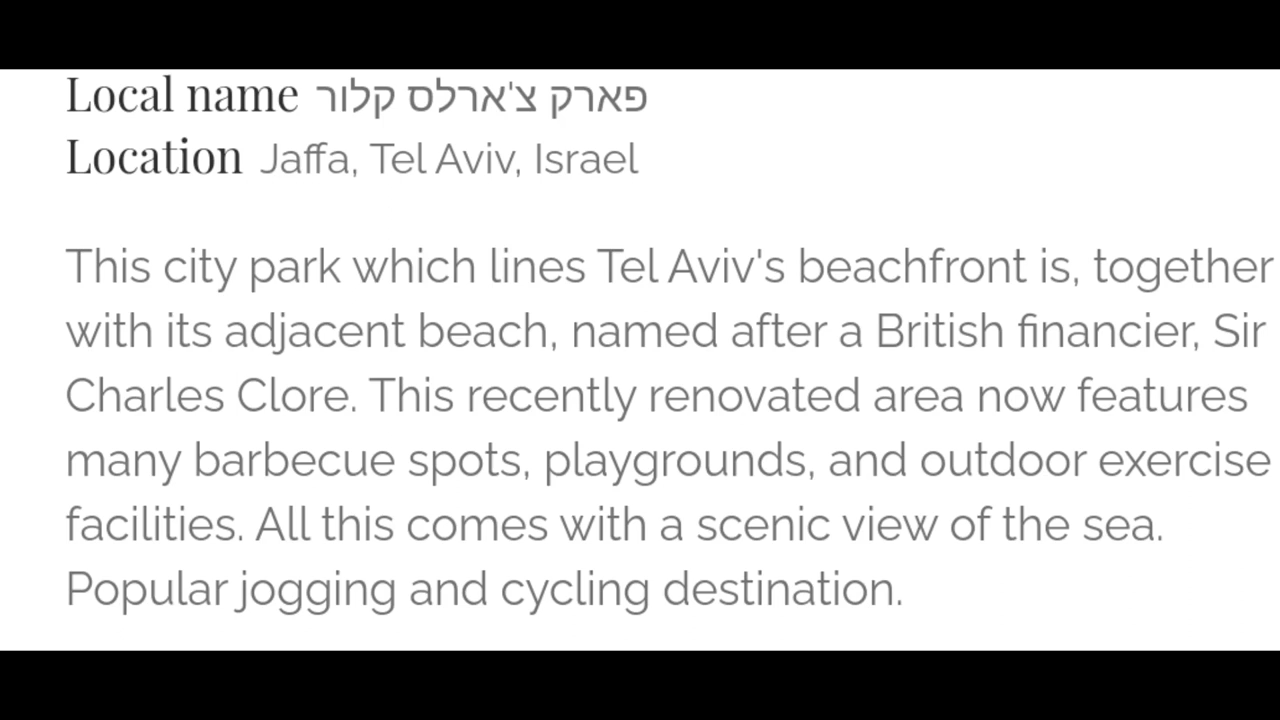 Local name פארק צ'ארלס קלור
Location Jaffa, Tel Aviv, Israel
This city park which lines Tel Aviv's beachfront is, together
with its adjacent beach, named after a British financier, Sir
Charles Clore. This recently renovated area now features
many barbecue spots, playgrounds, and outdoor exercise
facilities. All this comes with a scenic view of the sea.
Popular jogging and cycling destination.